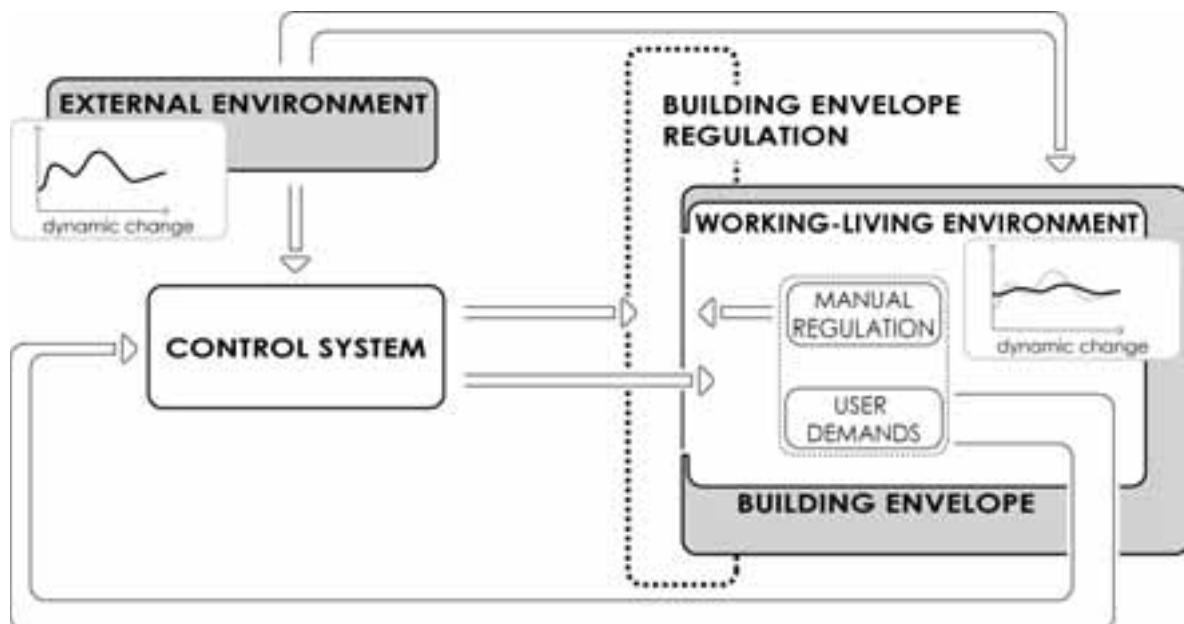 EXTERNAL ENVIRONMENT
dynamic change
BUILDING ENVELOPE
REGULATION
WORKING-LIVING ENVIRONMENT
MANUAL
REGULATION
dynamic change
CONTROL SYSTEM
USER
DEMANDS
BUILDING ENVELOPE